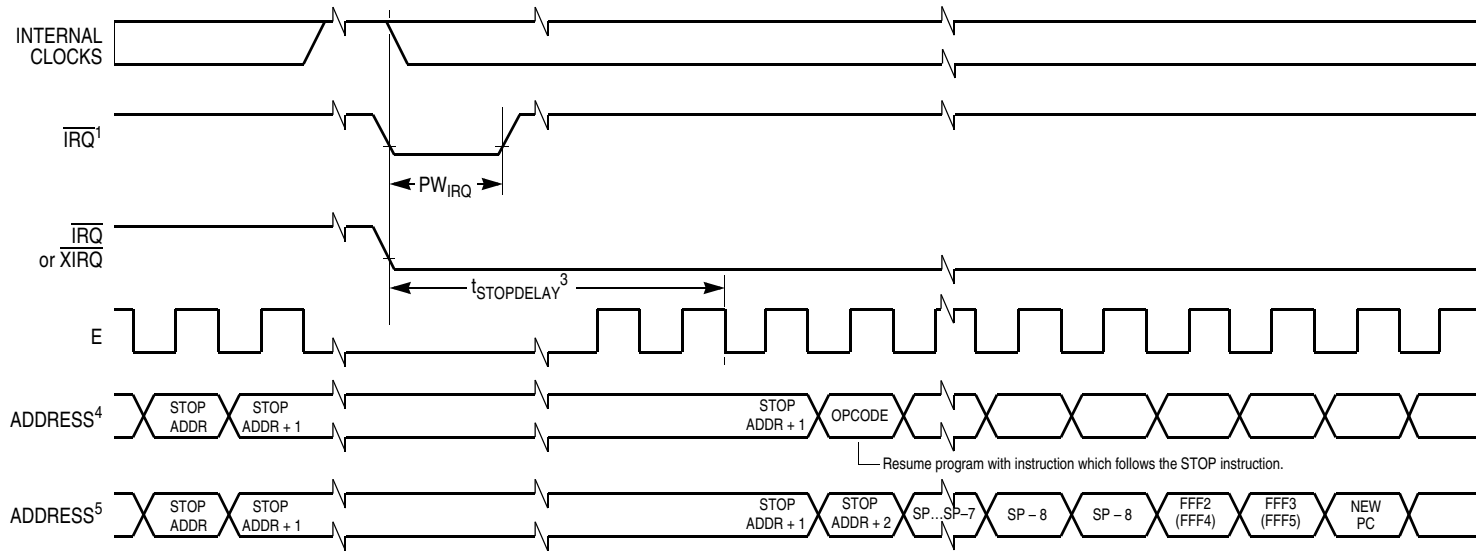 INTERNAL
CLOCKS
IRQ1
PWIRQ
IRQ
or XIRQ
tSTOPDELAY3
E
ADDRESS4
STOP
ADDR
STOP
ADDR + 1
STOP
ADDR + 1
OPCODE
Resume program with instruction which follows the STOP instruction.
ADDRESS5
STOP
ADDR
STOP
ADDR + 1
STOP
ADDR + 1
STOP
ADDR + 2
SP…SP–7
SP – 8
SP – 8
FFF2
(FFF4)
FFF3
(FFF5)
NEW
PC